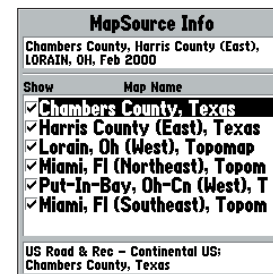 MapSource Info
Chambers County, Harris County (East),
LORAIN, OH, Feb 2000
Show Map Name
Chambers County, Texas
Harris County (East), Texas
Lorain, Oh (West), Topomap
Miami, Fl (Northeast), Topom
Put-In-Bay, Oh-Cn (West), T
Miami, Fl (Southeast), Topom
US Road & Rec - Continental US;
Chambers County, Texas